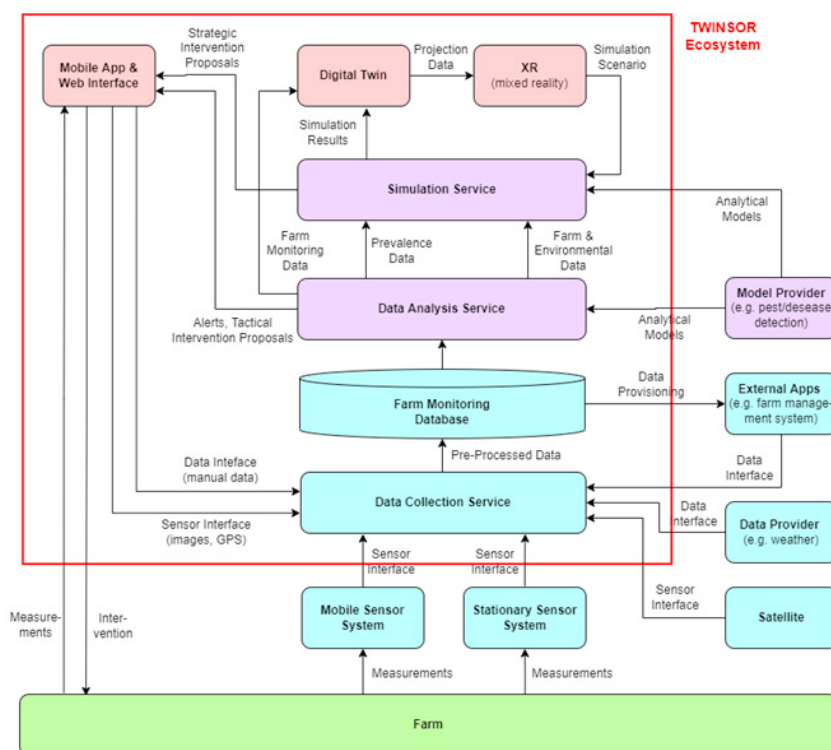 TWINSOR
Ecosystem
Strategic
Intervention
Proposals
Mobile App &
Web Interface
Digital Twin
Projection
Data
XR
(mixed reality)
Simulation
Scenario
Simulation
Results
Simulation Service
Analytical
Models
Farm
Monitoring
Data
Prevalence
Data
Farm &
Environmental
Data
Model Provider
(e.g. pest/desease
detection)
Data Analysis Service
Alerts, Tactical
Intervention Proposals
Analytical
Models
Data
Provisioning
External Apps
(e.g. farm manage-
ment system)
Farm Monitoring
Database
Pre-Processed Data
Data Inteface
(manual data)
Data
Interface
Data Collection Service
Sensor Interface
(images, GPS)
Data
Interface
Data Provider
(e.g. weather)
Sensor
Interface
Sensor
Interface
Sensor
Interface
Mobile Sensor
System
Stationary Sensor
System
Satellite
Measure-
ments
Inter-
vention
Measurements
Measurements
Farm